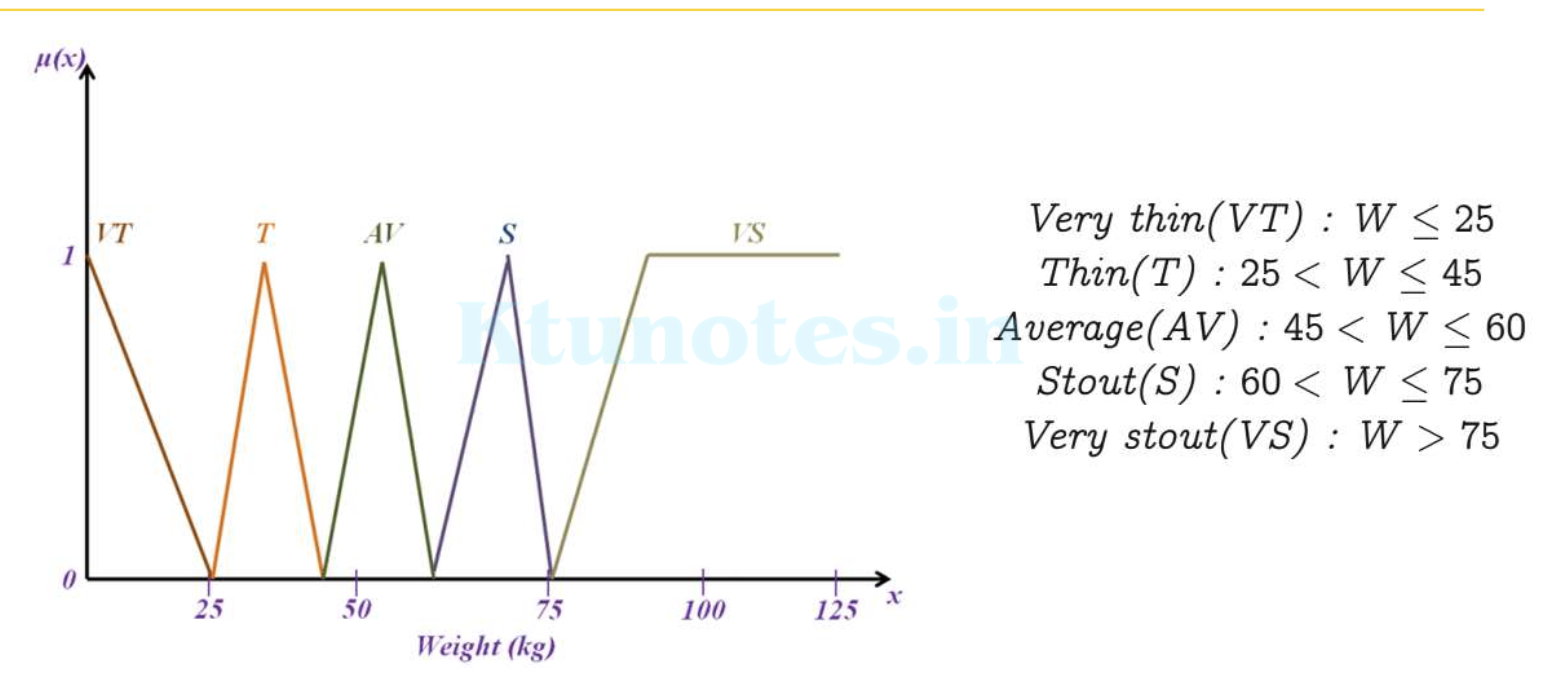 μ(x)
VT T AV S VS
1
Ktunotes.in
0
25 50 75 100 125 x
Weight (kg)
Very thin(VT) : W ≤ 25
Thin(T) : 25 < W ≤ 45
Average(AV) : 45 < W ≤ 60
Stout(S) : 60 < W ≤ 75
Very stout(VS) : W > 75